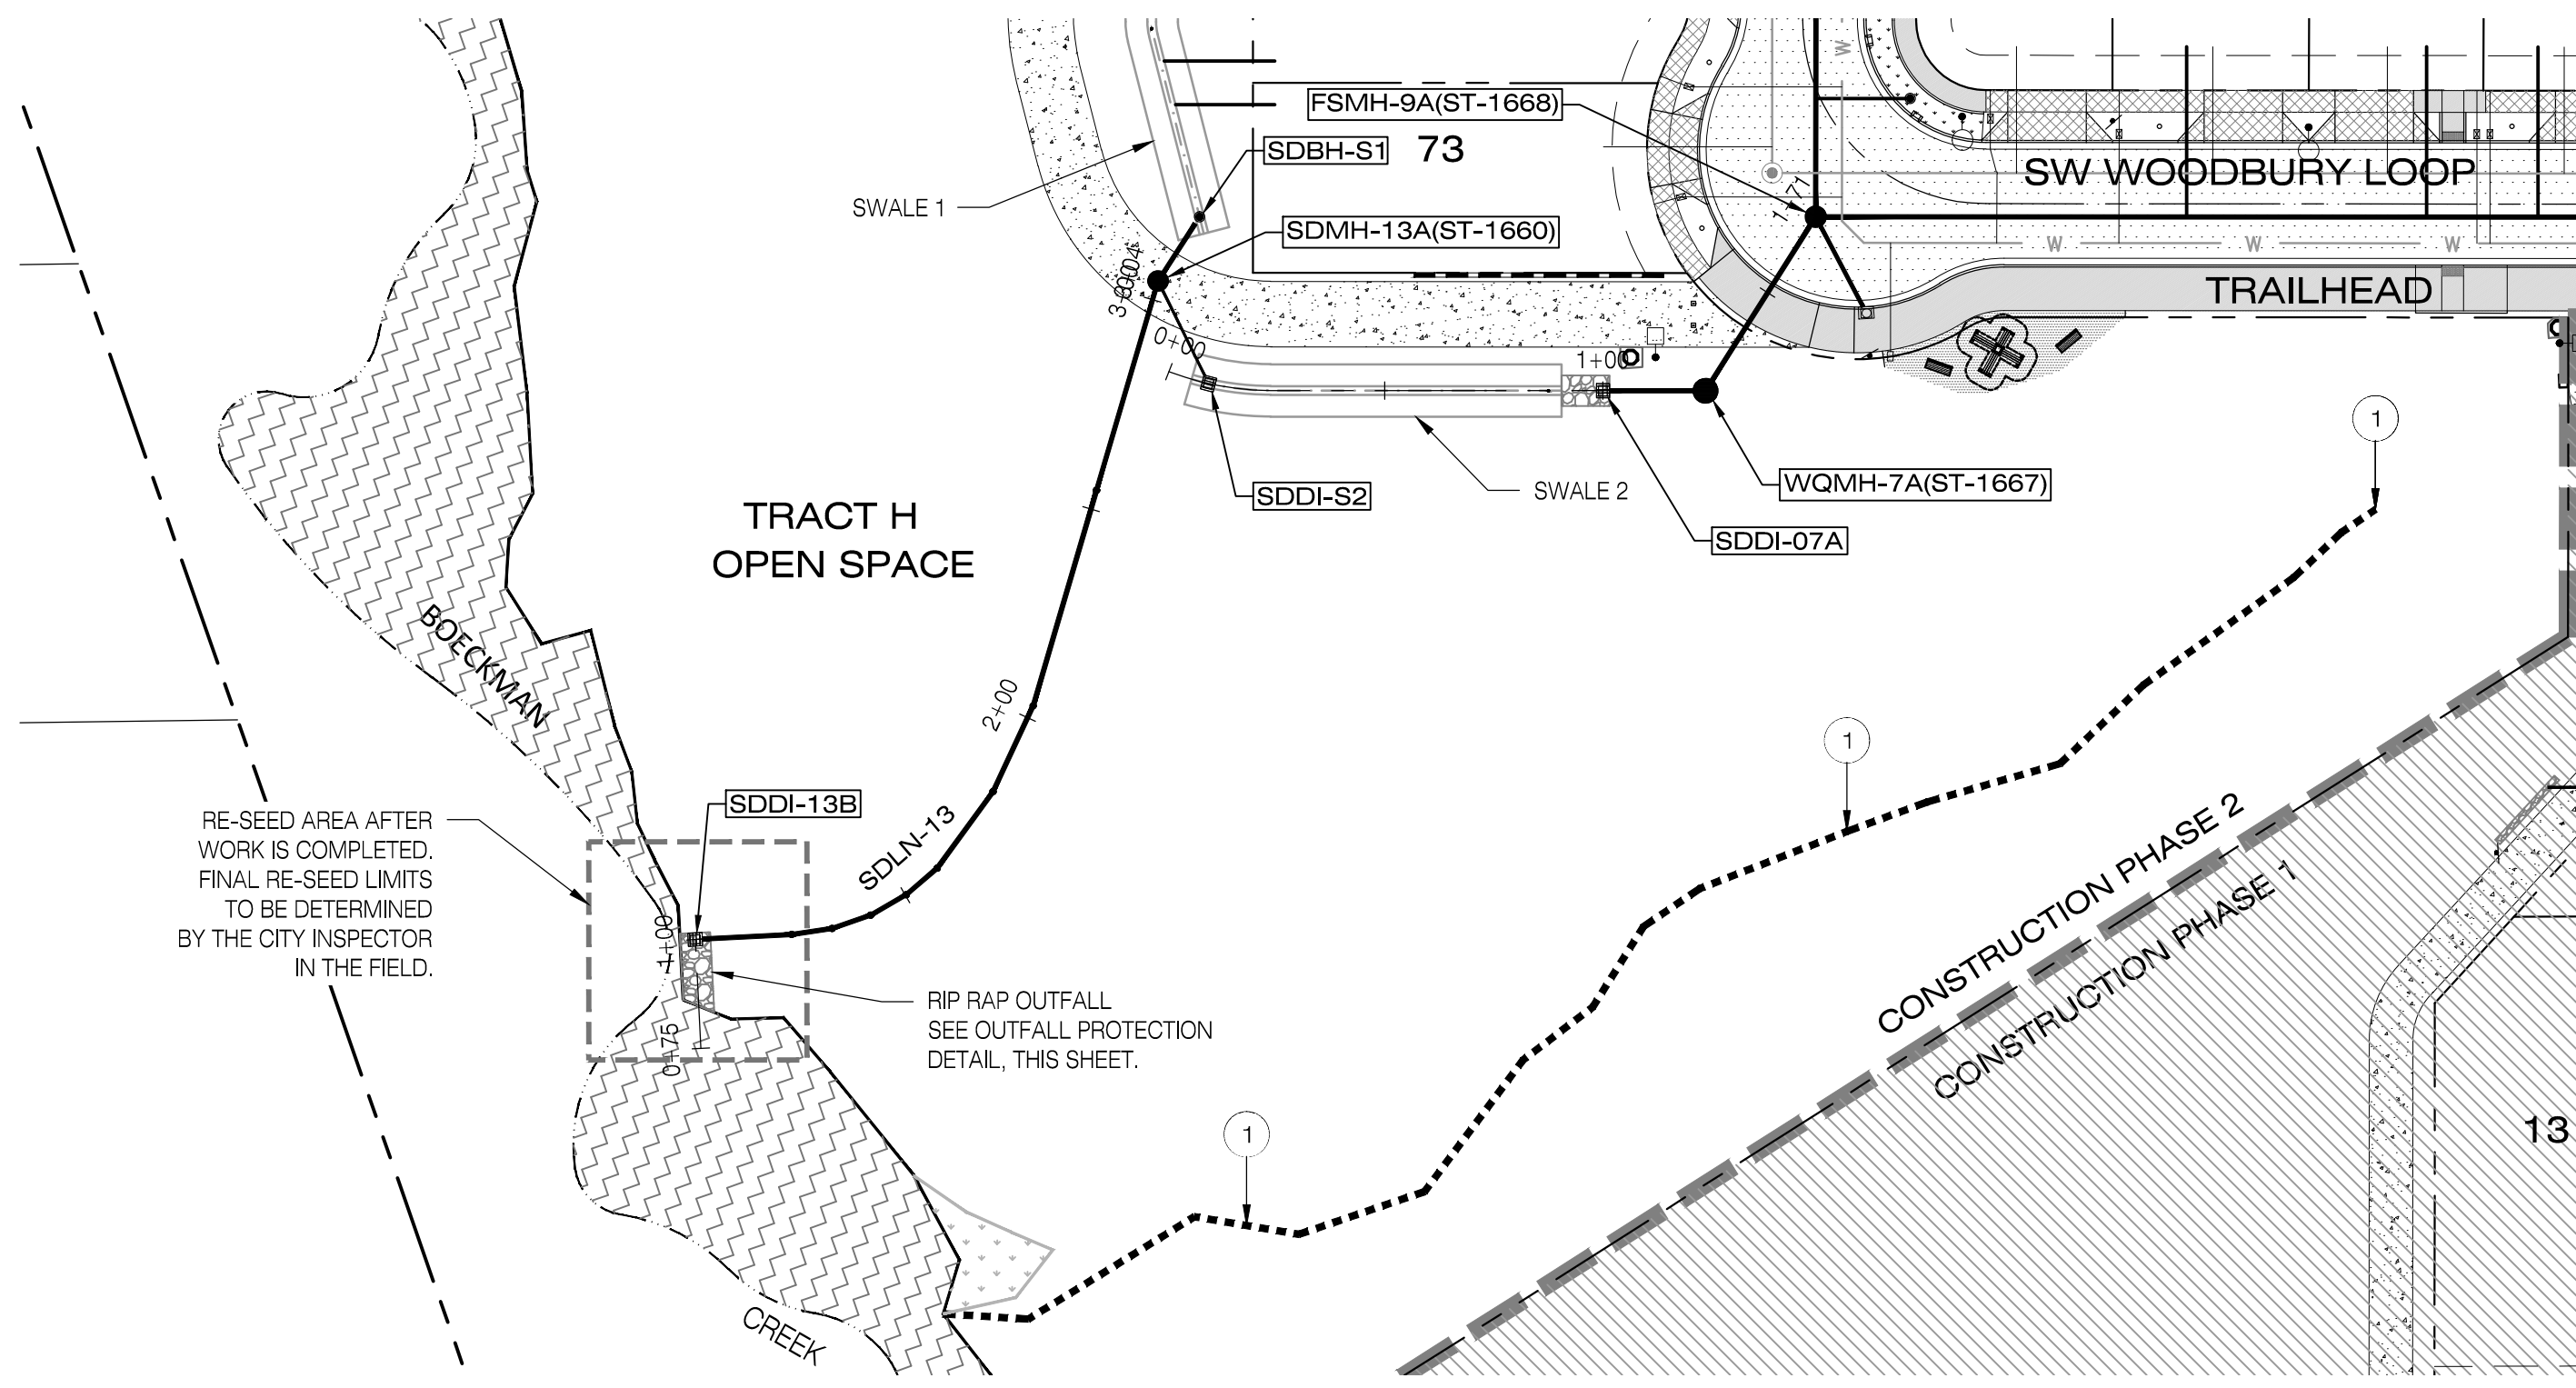 FSMH-9A(ST-1668)
SDBH-S1
73
SW WOODBURY LOOP
W
1+71
SWALE 1
SDMH-13A(ST-1660)
W
W
W
TRAILHEAD
0+00
1+00
1
SDDI-S2
SWALE 2
WQMH-7A(ST-1667)
SDDI-07A
TRACT H
OPEN SPACE
BOECKMAN
2+00
1
SDDI-13B
SDLN-13
RE-SEED AREA AFTER
WORK IS COMPLETED.
FINAL RE-SEED LIMITS
TO BE DETERMINED
BY THE CITY INSPECTOR
IN THE FIELD.
1+00
0+75
RIP RAP OUTFALL
SEE OUTFALL PROTECTION
DETAIL, THIS SHEET.
CONSTRUCTION PHASE 2
CONSTRUCTION PHASE 1
1
13
CREEK